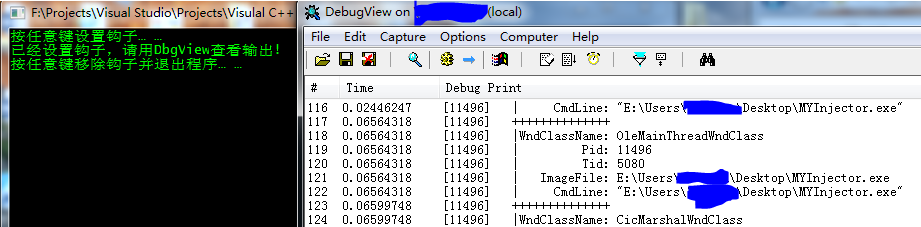 F:\Projects\Visual Studio\Projects\Visulal C++
按任意键设置钩子… …
已经设置钩子，请用DbgView查看输出！
按任意键移除钩子并退出程序… …
DebugView on (local)
File Edit Capture Options Computer Help
# Time Debug Print
116 0.02446247 [11496] | CmdLine: "E:\Users\ \Desktop\MYInjector.exe"
117 0.06564318 [11496] ++++++++++++++
118 0.06564318 [11496] |WndClassName: OleMainThreadWndClass
119 0.06564318 [11496] | Pid: 11496
120 0.06564318 [11496] | Tid: 5080
121 0.06564318 [11496] | ImageFile: E:\Users\ \Desktop\MYInjector.exe
122 0.06564318 [11496] | CmdLine: "E:\Users\ \Desktop\MYInjector.exe"
123 0.06599748 [11496] ++++++++++++++
124 0.06599748 [11496] |WndClassName: CicMarshalWndClass